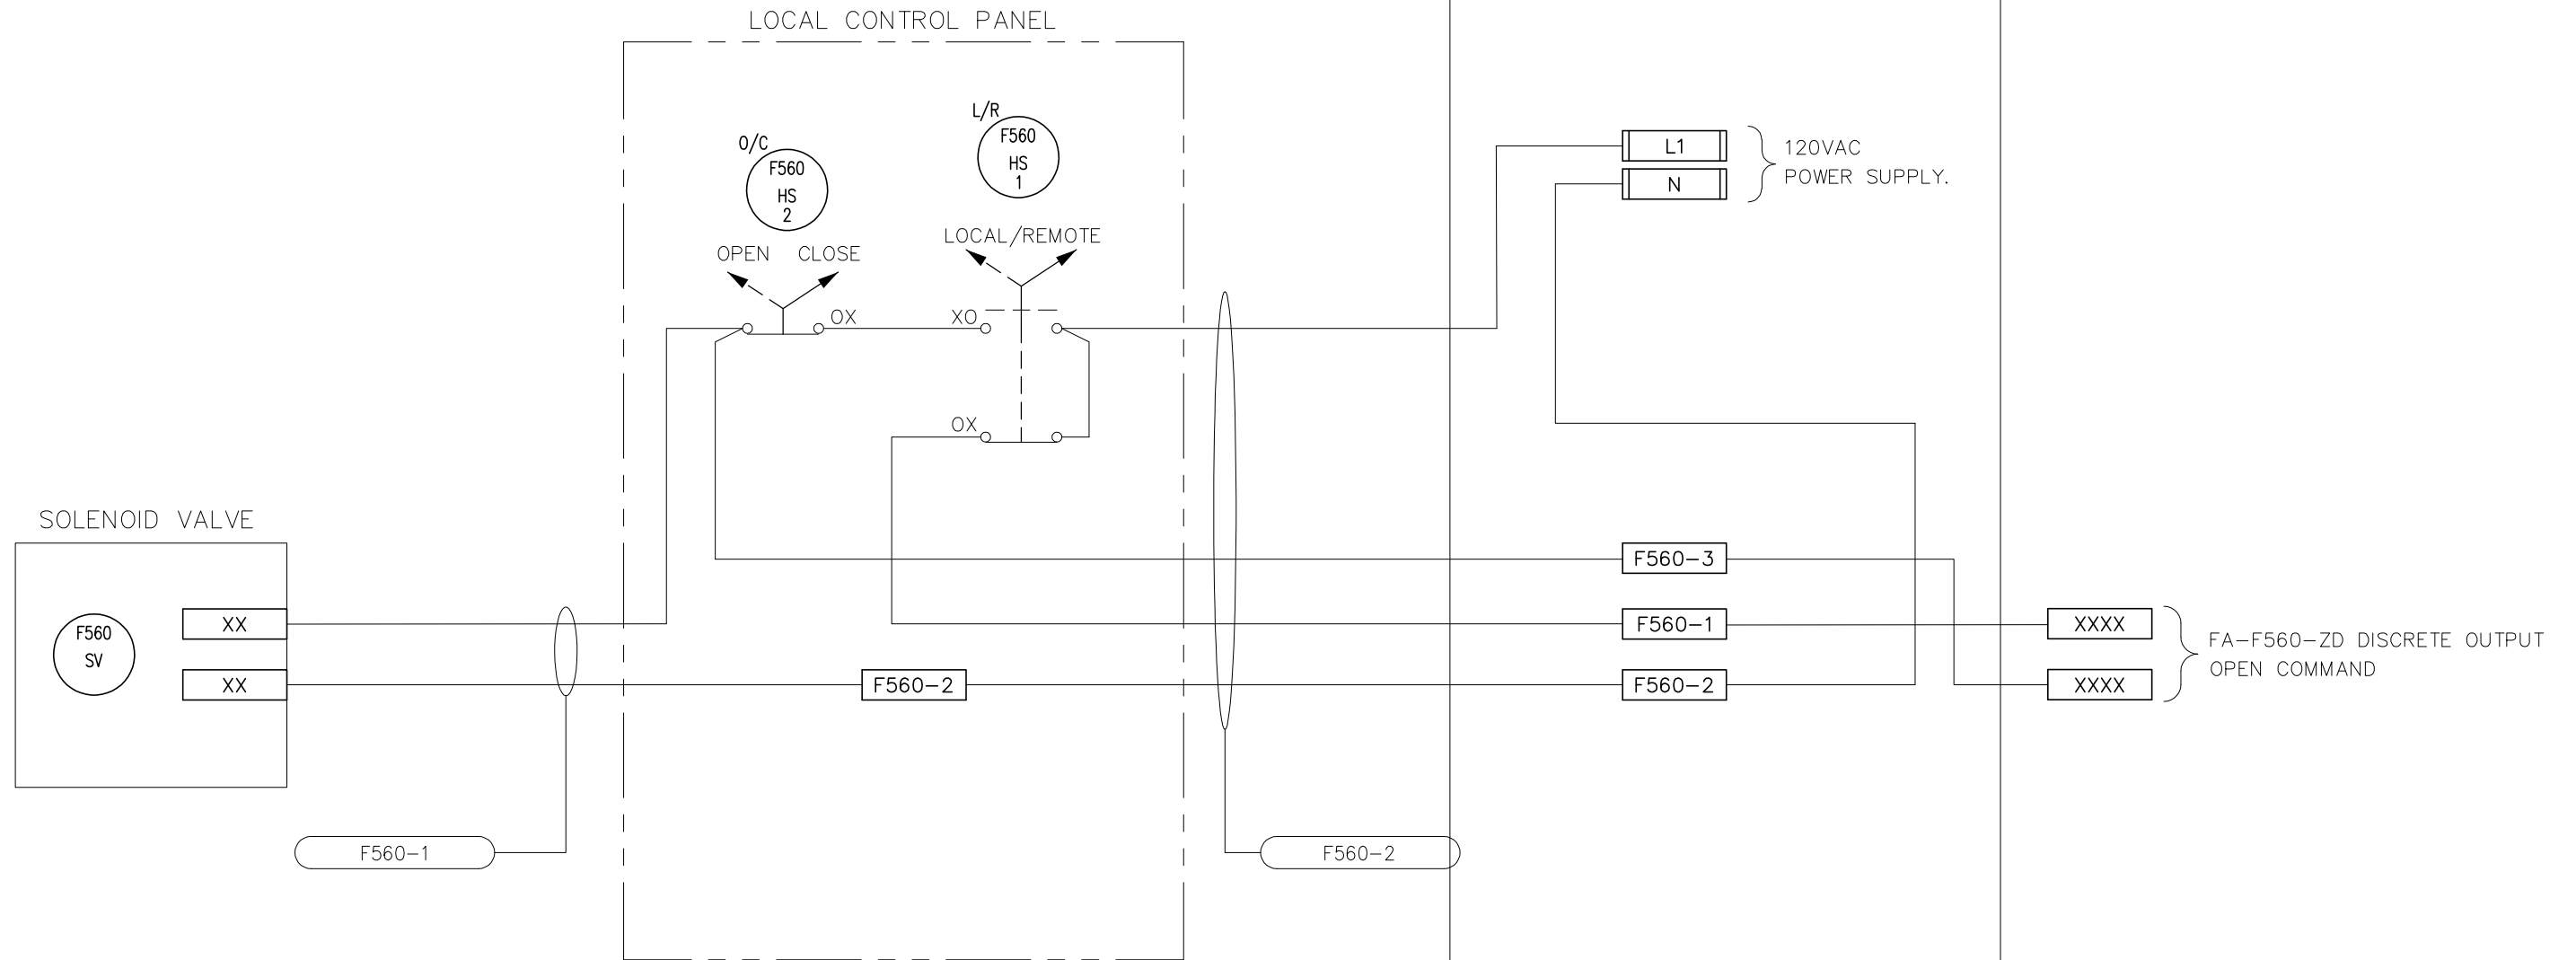 LOCAL CONTROL PANEL
O/C
F560
HS
2
L/R
F560
HS
1
OPEN CLOSE
LOCAL/REMOTE
OX
XO
OX
L1
N
120VAC
POWER SUPPLY.
SOLENOID VALVE
F560
SV
XX
XX
F560-2
F560-3
F560-1
F560-2
XXXX
XXXX
FA-F560-ZD DISCRETE OUTPUT
OPEN COMMAND
F560-1
F560-2